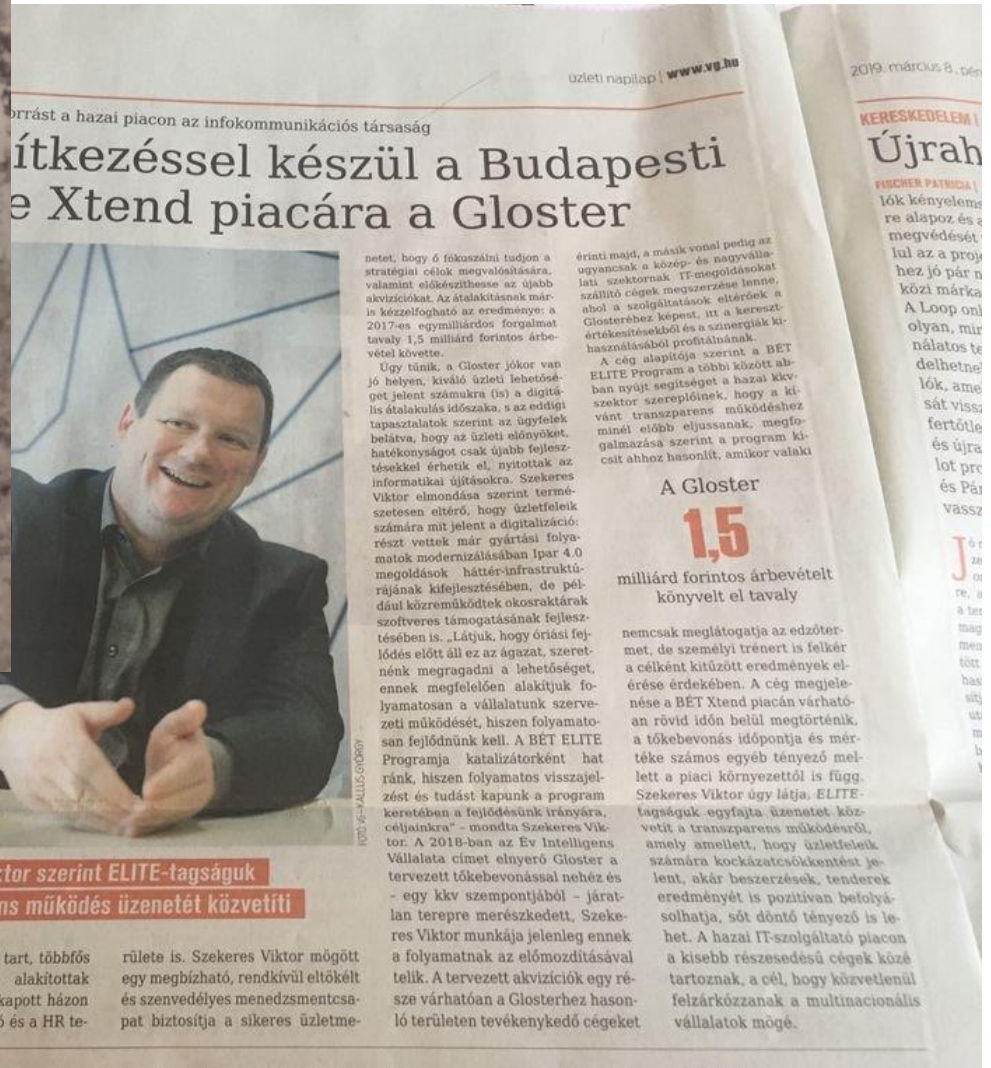 üzleti napilap | www.vg.hu
orrást a hazai piacon az infokommunikációs társaság
ítkezéssel készül a Budapesti
e Xtend piacára a Gloster
FOTÓ: VG – KALLUS GYÖRGY
tor szerint ELITE-tagságuk
ns működés üzenetét közvetíti
tart, többfős
alakítottak
kapott házon
ó és a HR te-
rülete is. Szekeres Viktor mögött
egy megbízható, rendkívül eltökélt
és szenvedélyes menedzsmentcsa-
pat biztosítja a sikeres üzletme-
netet, hogy ő fókuszálni tudjon a
stratégiai célok megvalósítására,
valamint előkészíthesse az újabb
akvizíciókat. Az átalakításnak már-
is kézzelfogható az eredménye: a
2017-es egymilliárdos forgalmat
tavaly 1,5 milliárd forintos árbe-
vétel követte.
Úgy tűnik, a Gloster jókor van
jó helyen, kiváló üzleti lehetősé-
get jelent számukra (is) a digitá-
lis átalakulás időszaka, s az eddigi
tapasztalatok szerint az ügyfelek
belátva, hogy az üzleti előnyöket,
hatékonyságot csak újabb fejlesz-
tésekkel érhetik el, nyitottak az
informatikai újításokra. Szekeres
Viktor elmondása szerint termé-
szetesen eltérő, hogy üzletfeleik
számára mit jelent a digitalizáció:
részt vettek már gyártási folya-
matok modernizálásában Ipar 4.0
megoldások háttér-infrastruktú-
rájának kifejlesztésében, de pél-
dául közreműködtek okosraktárak
szoftveres támogatásának fejlesz-
tésében is. „Látjuk, hogy óriási fej-
lődés előtt áll ez az ágazat, szeret-
nénk megragadni a lehetőséget,
ennek megfelelően alakítjuk fo-
lyamatosan a vállalatunk szerve-
zeti működését, hiszen folyamato-
san fejlődnünk kell. A BÉT ELITE
Programja katalizátorként hat
ránk, hiszen folyamatos visszajel-
zést és tudást kapunk a program
keretében a fejlődésünk irányára,
céljainkra" – mondta Szekeres Vik-
tor. A 2018-ban az Év Intelligens
Vállalata címet elnyerő Gloster a
tervezett tőkebevonással nehéz és
– egy kkv szempontjából – járat-
lan terepre merészkedett, Szeke-
res Viktor munkája jelenleg ennek
a folyamatnak az előmozdításával
telik. A tervezett akvizíciók egy ré-
sze várhatóan a Glosterhez hason-
ló területen tevékenykedő cégeket
érinti majd, a másik vonal pedig az
ugyancsak a közép- és nagyválla-
lati szektornak IT-megoldásokat
szállító cégek megszerzése lenne,
ahol a szolgáltatások eltérőek a
Glosteréhez képest, itt a kereszt-
értékesítésekből és a szinergiák ki-
használásából profitálnának.
A cég alapítója szerint a BÉT
ELITE Program a többi között ab-
ban nyújt segítséget a hazai kkv-
szektor szereplőinek, hogy a kí-
vánt transzparens működéshez
minél előbb eljussanak, megfo-
galmazása szerint a program ki-
csit ahhoz hasonlít, amikor valaki
A Gloster
1,5
milliárd forintos árbevételt
könyvelt el tavaly
nemcsak meglátogatja az edzőter-
met, de személyi trénert is felkér
a célként kitűzött eredmények el-
érése érdekében. A cég megjele-
nése a BÉT Xtend piacán várható-
an rövid időn belül megtörténik,
a tőkebevonás időpontja és mér-
téke számos egyéb tényező mel-
lett a piaci környezettől is függ.
Szekeres Viktor úgy látja, ELITE-
tagságuk egyfajta üzenetet köz-
vetít a transzparens működésről,
amely amellett, hogy üzletfeleik
számára kockázatcsökkentést je-
lent, akár beszerzések, tenderek
eredményét is pozitívan befolyá-
solhatja, sőt döntő tényező is le-
het. A hazai IT-szolgáltató piacon
a kisebb részesedésű cégek közé
tartoznak, a cél, hogy közvetlenül
felzárkózzanak a multinacionális
vállalatok mögé.
2019. március 8., pén
KERESKEDELEM |
Újrah
FISCHER PATRICIA |
lók kényelems
re alapoz és a
megvédését
lul az a proje
hez jó pár n
közi márka
A Loop onl
olyan, mir
nálatos te
delhetne
lók, ame
sát vissz
fertőtle
és újra
lot pro
és Pár
vassz